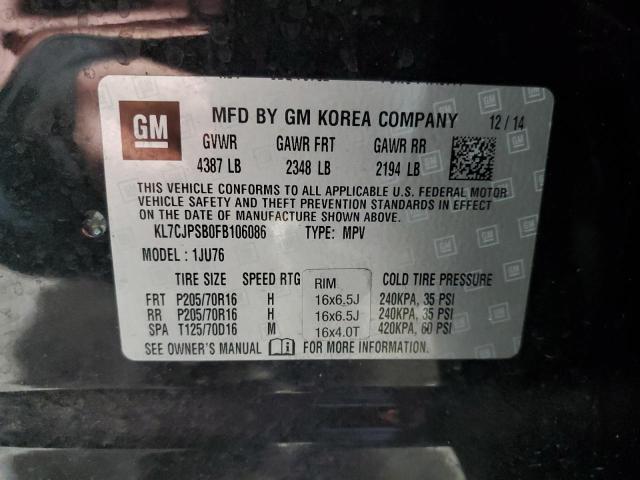 GM MFD BY GM KOREA COMPANY 12/14
GVWR GAWR FRT GAWR RR
4387 LB 2348 LB 2194 LB
THIS VEHICLE CONFORMS TO ALL APPLICABLE U.S. FEDERAL MOTOR
VEHICLE SAFETY AND THEFT PREVENTION STANDARDS IN EFFECT ON
THE DATE OF MANUFACTURE SHOWN ABOVE.
KL7CJPSB0FB106086 TYPE: MPV
MODEL : 1JU76
TIRE SIZE SPEED RTG RIM COLD TIRE PRESSURE
FRT P205/70R16 H 16x6.5J 240KPA, 35 PSI
RR P205/70R16 H 16x6.5J 240KPA, 35 PSI
SPA T125/70D16 M 16x4.0T 420KPA, 60 PSI
SEE OWNER'S MANUAL FOR MORE INFORMATION.